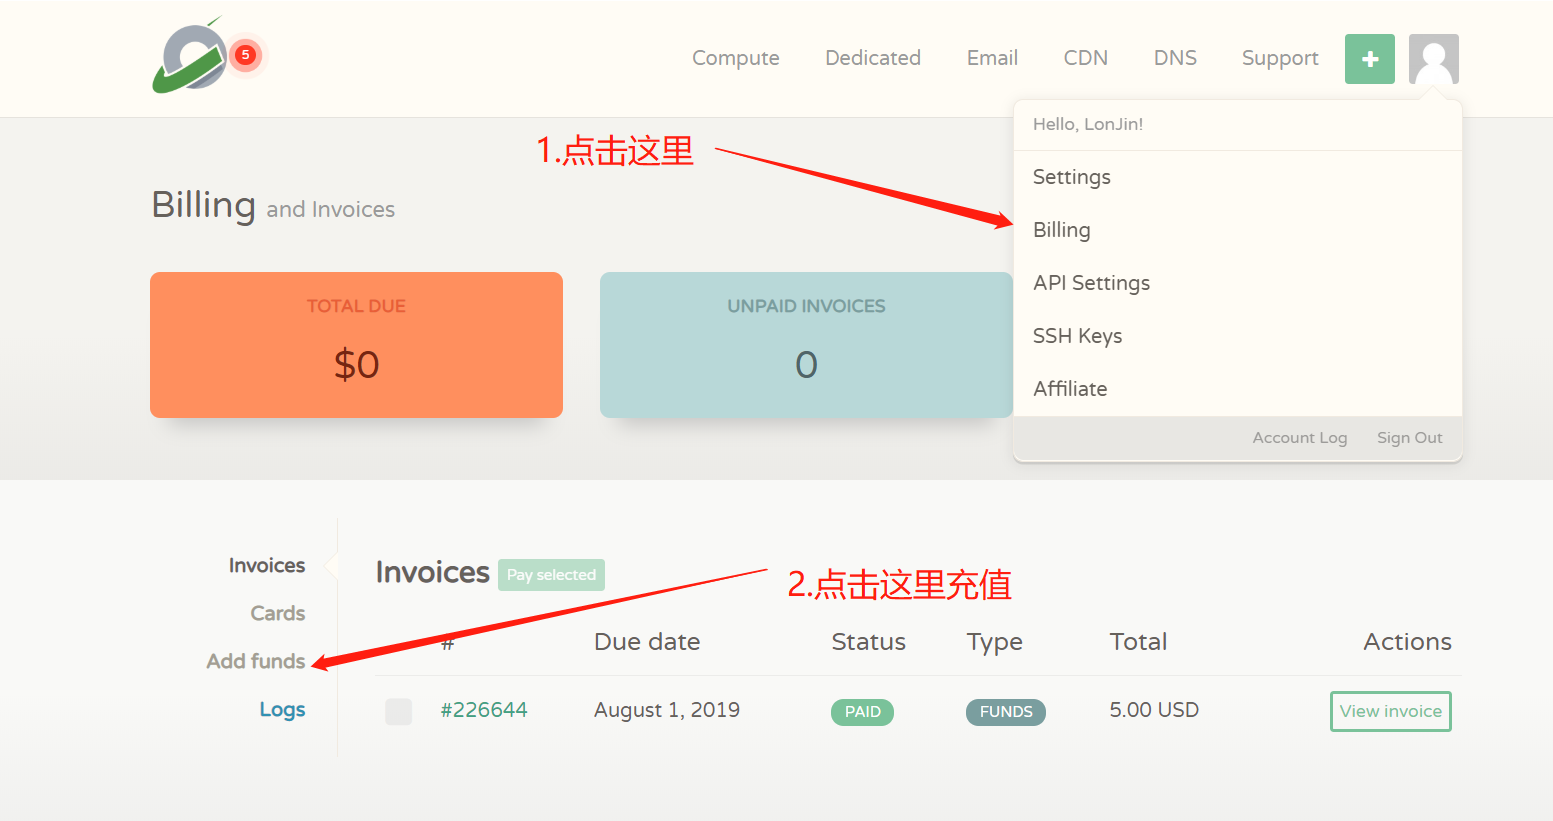 5
Compute Dedicated Email CDN DNS Support
Hello, LonJin!
1.点击这里
Settings
Billing and Invoices
Billing
API Settings
TOTAL DUE
UNPAID INVOICES
SSH Keys
$0
0
Affiliate
Account Log Sign Out
Invoices
Cards
Add funds
Logs
Invoices Pay selected
2.点击这里充值
# Due date Status Type Total Actions
#226644 August 1, 2019 PAID FUNDS 5.00 USD View invoice